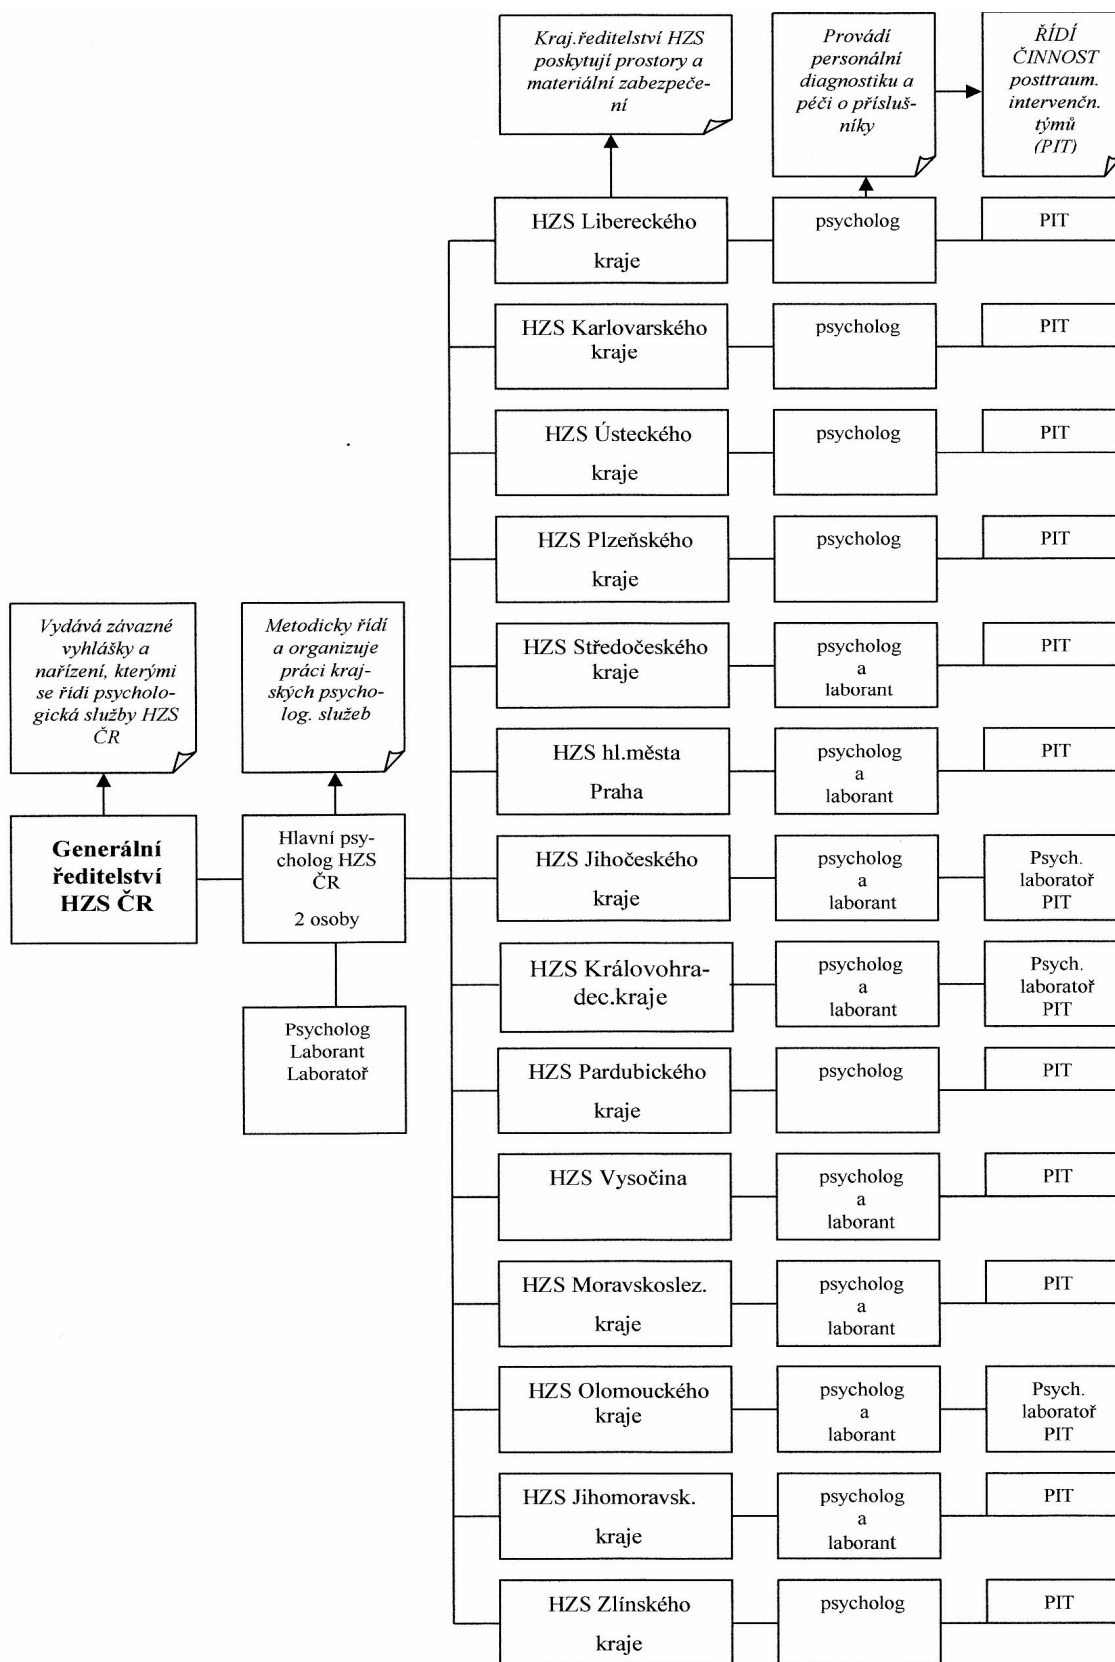 Kraj.ředitelství HZS
poskytují prostory a
materiální zabezpeče-
ní
Provádí
personální
diagnostiku a
péči o přísluš-
níky
ŘÍDÍ
ČINNOST
posttraum.
intervenčn.
týmů
(PIT)
HZS Libereckého
kraje
psycholog
PIT
HZS Karlovarského
kraje
psycholog
PIT
HZS Ústeckého
kraje
psycholog
PIT
HZS Plzeňského
kraje
psycholog
PIT
Vydává závazné
vyhlášky a
nařízení, kterými
se řídí psycholo-
gická služby HZS
ČR
Metodicky řídí
a organizuje
práci kraj-
ských psycho-
log. služeb
HZS Středočeského
kraje
psycholog
a
laborant
PIT
HZS hl.města
Praha
psycholog
a
laborant
PIT
Generální
ředitelství
HZS ČR
Hlavní psy-
cholog HZS
ČR
2 osoby
HZS Jihočeského
kraje
psycholog
a
laborant
Psych.
laboratoř
PIT
HZS Královohra-
dec.kraje
psycholog
a
laborant
Psych.
laboratoř
PIT
Psycholog
Laborant
Laboratoř
HZS Pardubického
kraje
psycholog
PIT
HZS Vysočina
psycholog
a
laborant
PIT
HZS Moravskoslez.
kraje
psycholog
a
laborant
PIT
HZS Olomouckého
kraje
psycholog
a
laborant
Psych.
laboratoř
PIT
HZS Jihomoravsk.
kraje
psycholog
a
laborant
PIT
HZS Zlínského
kraje
psycholog
PIT